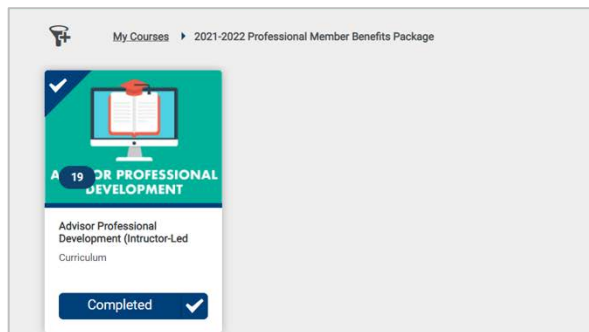 My Courses 2021-2022 Professional Member Benefits Package
19
A OR PROFESSIONAL
DEVELOPMENT
Advisor Professional
Development (Intructor-Led
Curriculum
Completed